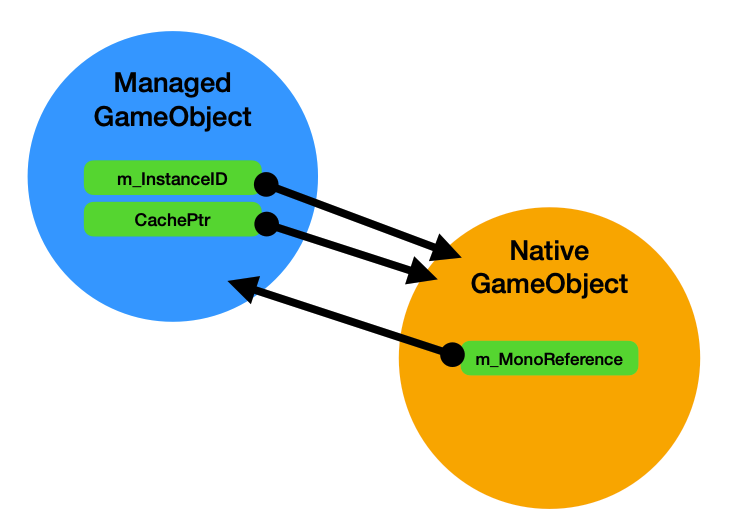 Managed
GameObject
m_InstanceID
CachePtr
Native
GameObject
m_MonoReference